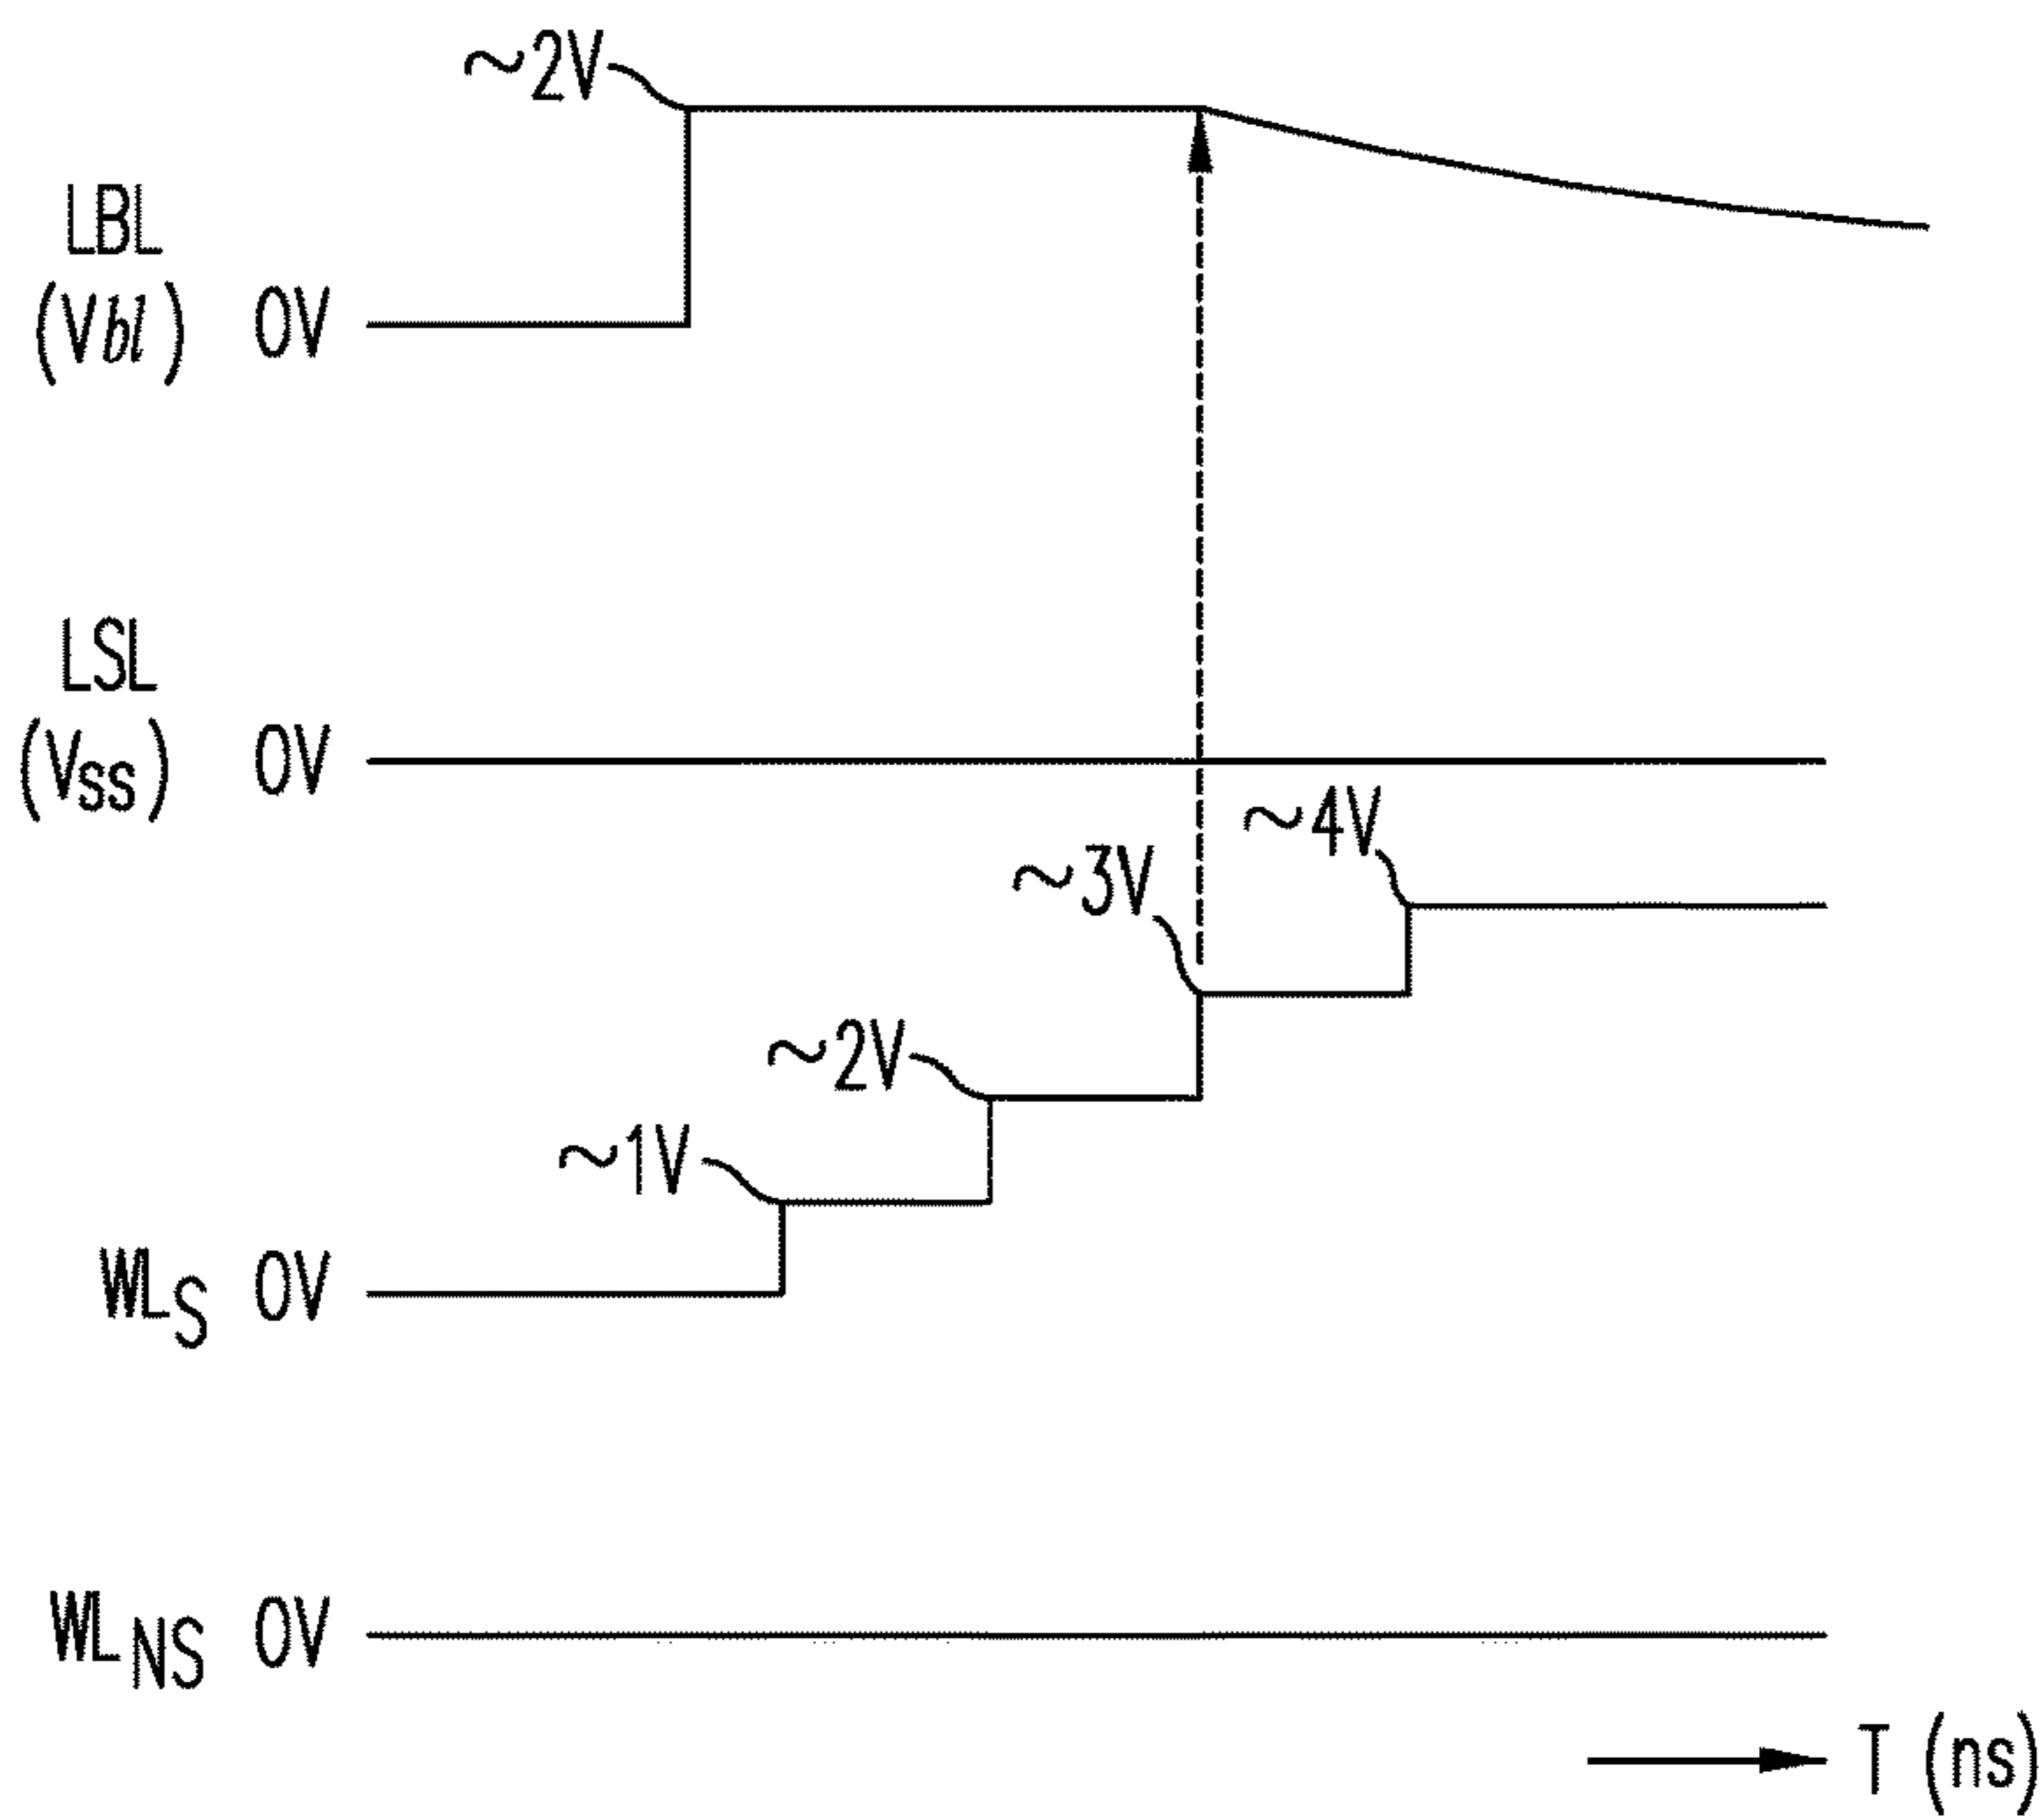 ~2V
LBL
(Vbl) 0V
LSL
(Vss) 0V
~4V
~3V
~2V
~1V
WLS 0V
WLNS 0V
T (ns)